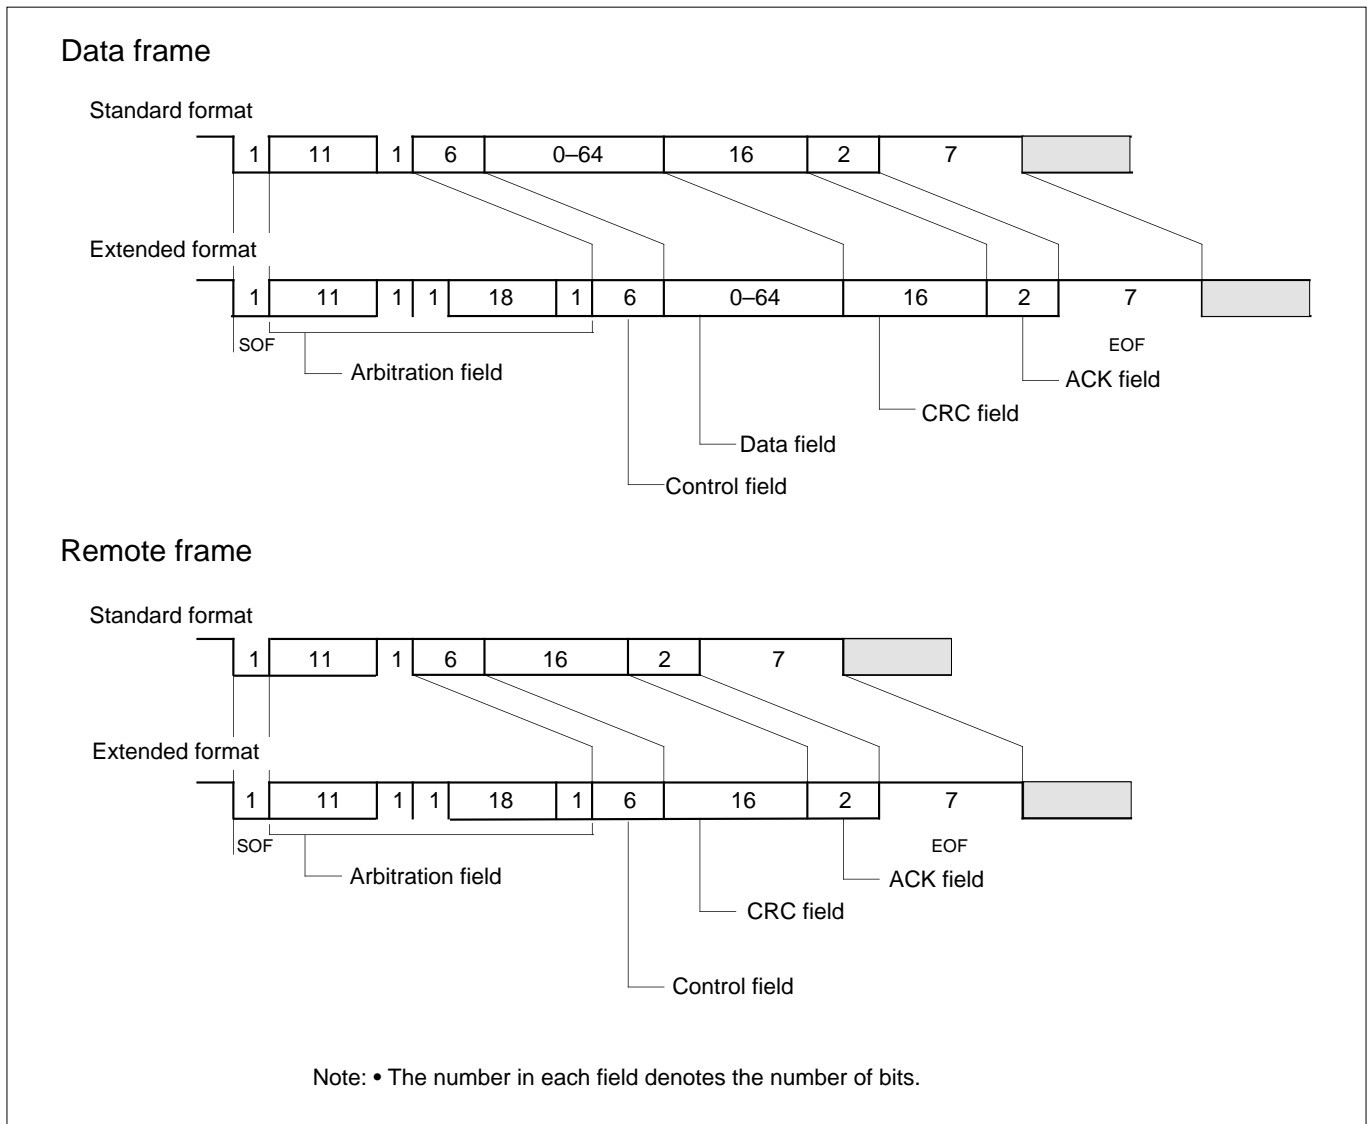 Data frame
Standard format
1 11 1 6 0–64 16 2 7
Extended format
1 11 1 1 18 1 6 0–64 16 2 7
SOF EOF
Arbitration field ACK field
CRC field
Data field
Control field
Remote frame
Standard format
1 11 1 6 16 2 7
Extended format
1 11 1 1 18 1 6 16 2 7
SOF EOF
Arbitration field ACK field
CRC field
Control field
Note: • The number in each field denotes the number of bits.